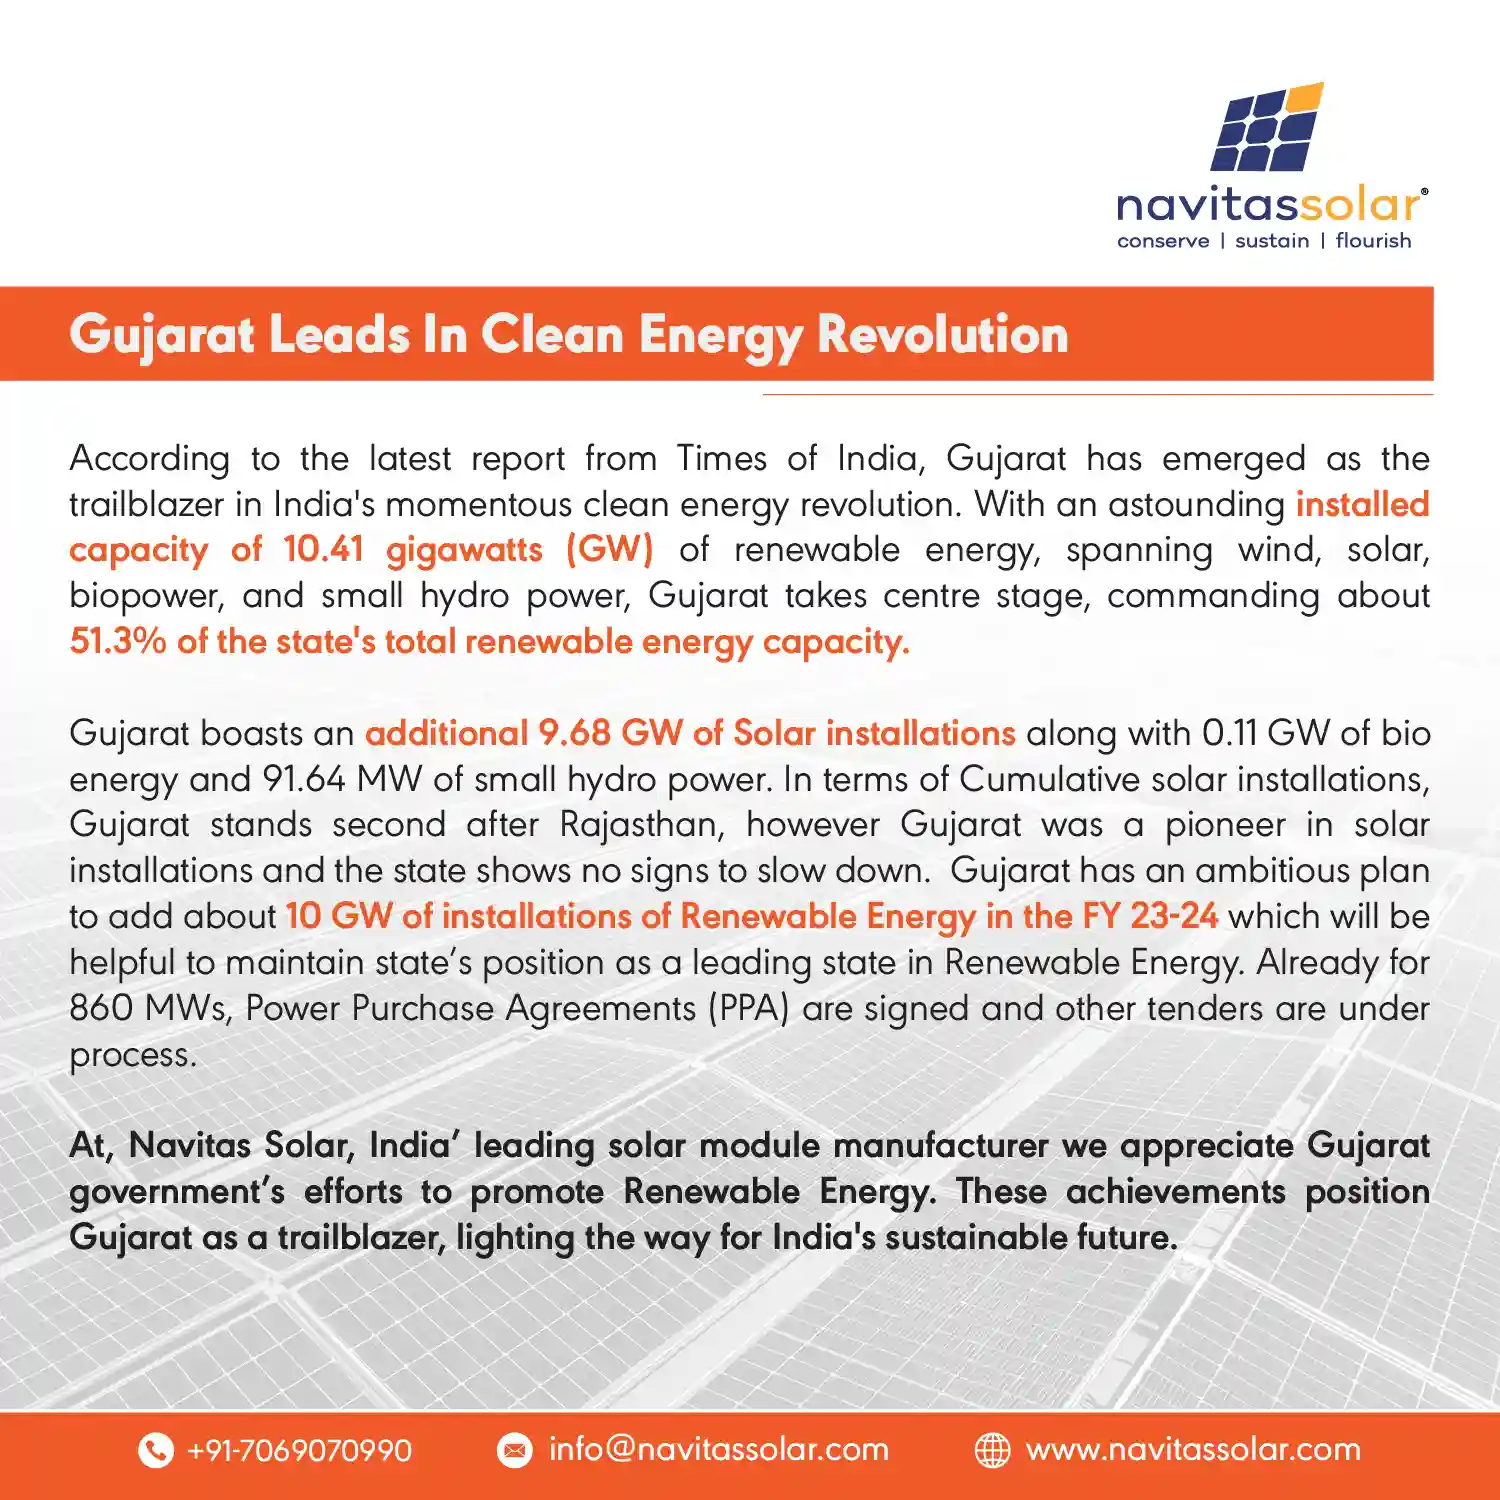 navitassolar®
conserve | sustain | flourish
Gujarat Leads In Clean Energy Revolution
According to the latest report from Times of India, Gujarat has emerged as the
trailblazer in India's momentous clean energy revolution. With an astounding installed
capacity of 10.41 gigawatts (GW) of renewable energy, spanning wind, solar,
biopower, and small hydro power, Gujarat takes centre stage, commanding about
51.3% of the state's total renewable energy capacity.
Gujarat boasts an additional 9.68 GW of Solar installations along with 0.11 GW of bio
energy and 91.64 MW of small hydro power. In terms of Cumulative solar installations,
Gujarat stands second after Rajasthan, however Gujarat was a pioneer in solar
installations and the state shows no signs to slow down.  Gujarat has an ambitious plan
to add about 10 GW of installations of Renewable Energy in the FY 23-24 which will be
helpful to maintain state’s position as a leading state in Renewable Energy. Already for
860 MWs, Power Purchase Agreements (PPA) are signed and other tenders are under
process.
At, Navitas Solar, India’ leading solar module manufacturer we appreciate Gujarat
government’s efforts to promote Renewable Energy. These achievements position
Gujarat as a trailblazer, lighting the way for India's sustainable future.
+91-7069070990
info@navitassolar.com
www.navitassolar.com